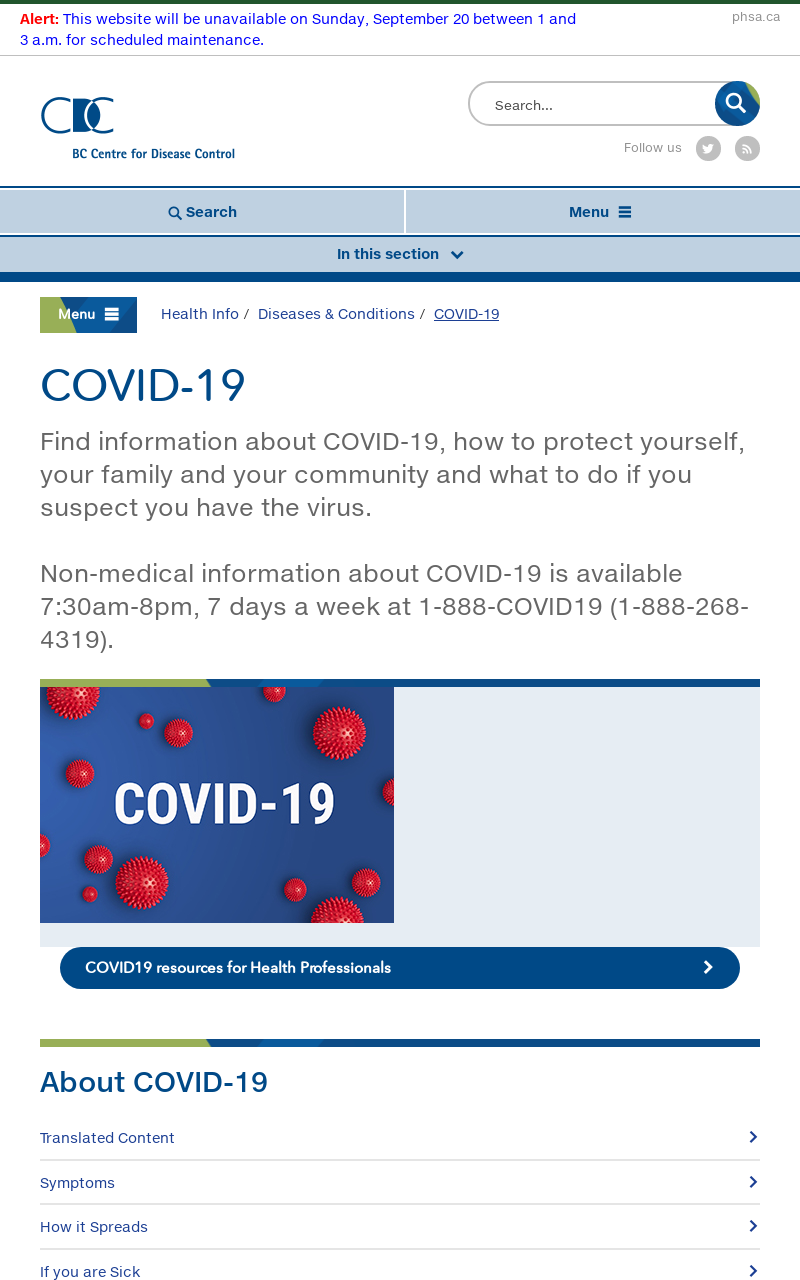 Alert: This website will be unavailable on Sunday, September 20 between 1 and
3 a.m. for scheduled maintenance.
phsa.ca
CDC
BC Centre for Disease Control
Search...
Follow us
Search
Menu
In this section
Menu
Health Info / Diseases & Conditions / COVID-19
COVID-19
Find information about COVID-19, how to protect yourself,
your family and your community and what to do if you
suspect you have the virus.
Non-medical information about COVID-19 is available
7:30am-8pm, 7 days a week at 1-888-COVID19 (1-888-268-
4319).
COVID-19
COVID19 resources for Health Professionals
About COVID-19
Translated Content
Symptoms
How it Spreads
If you are Sick